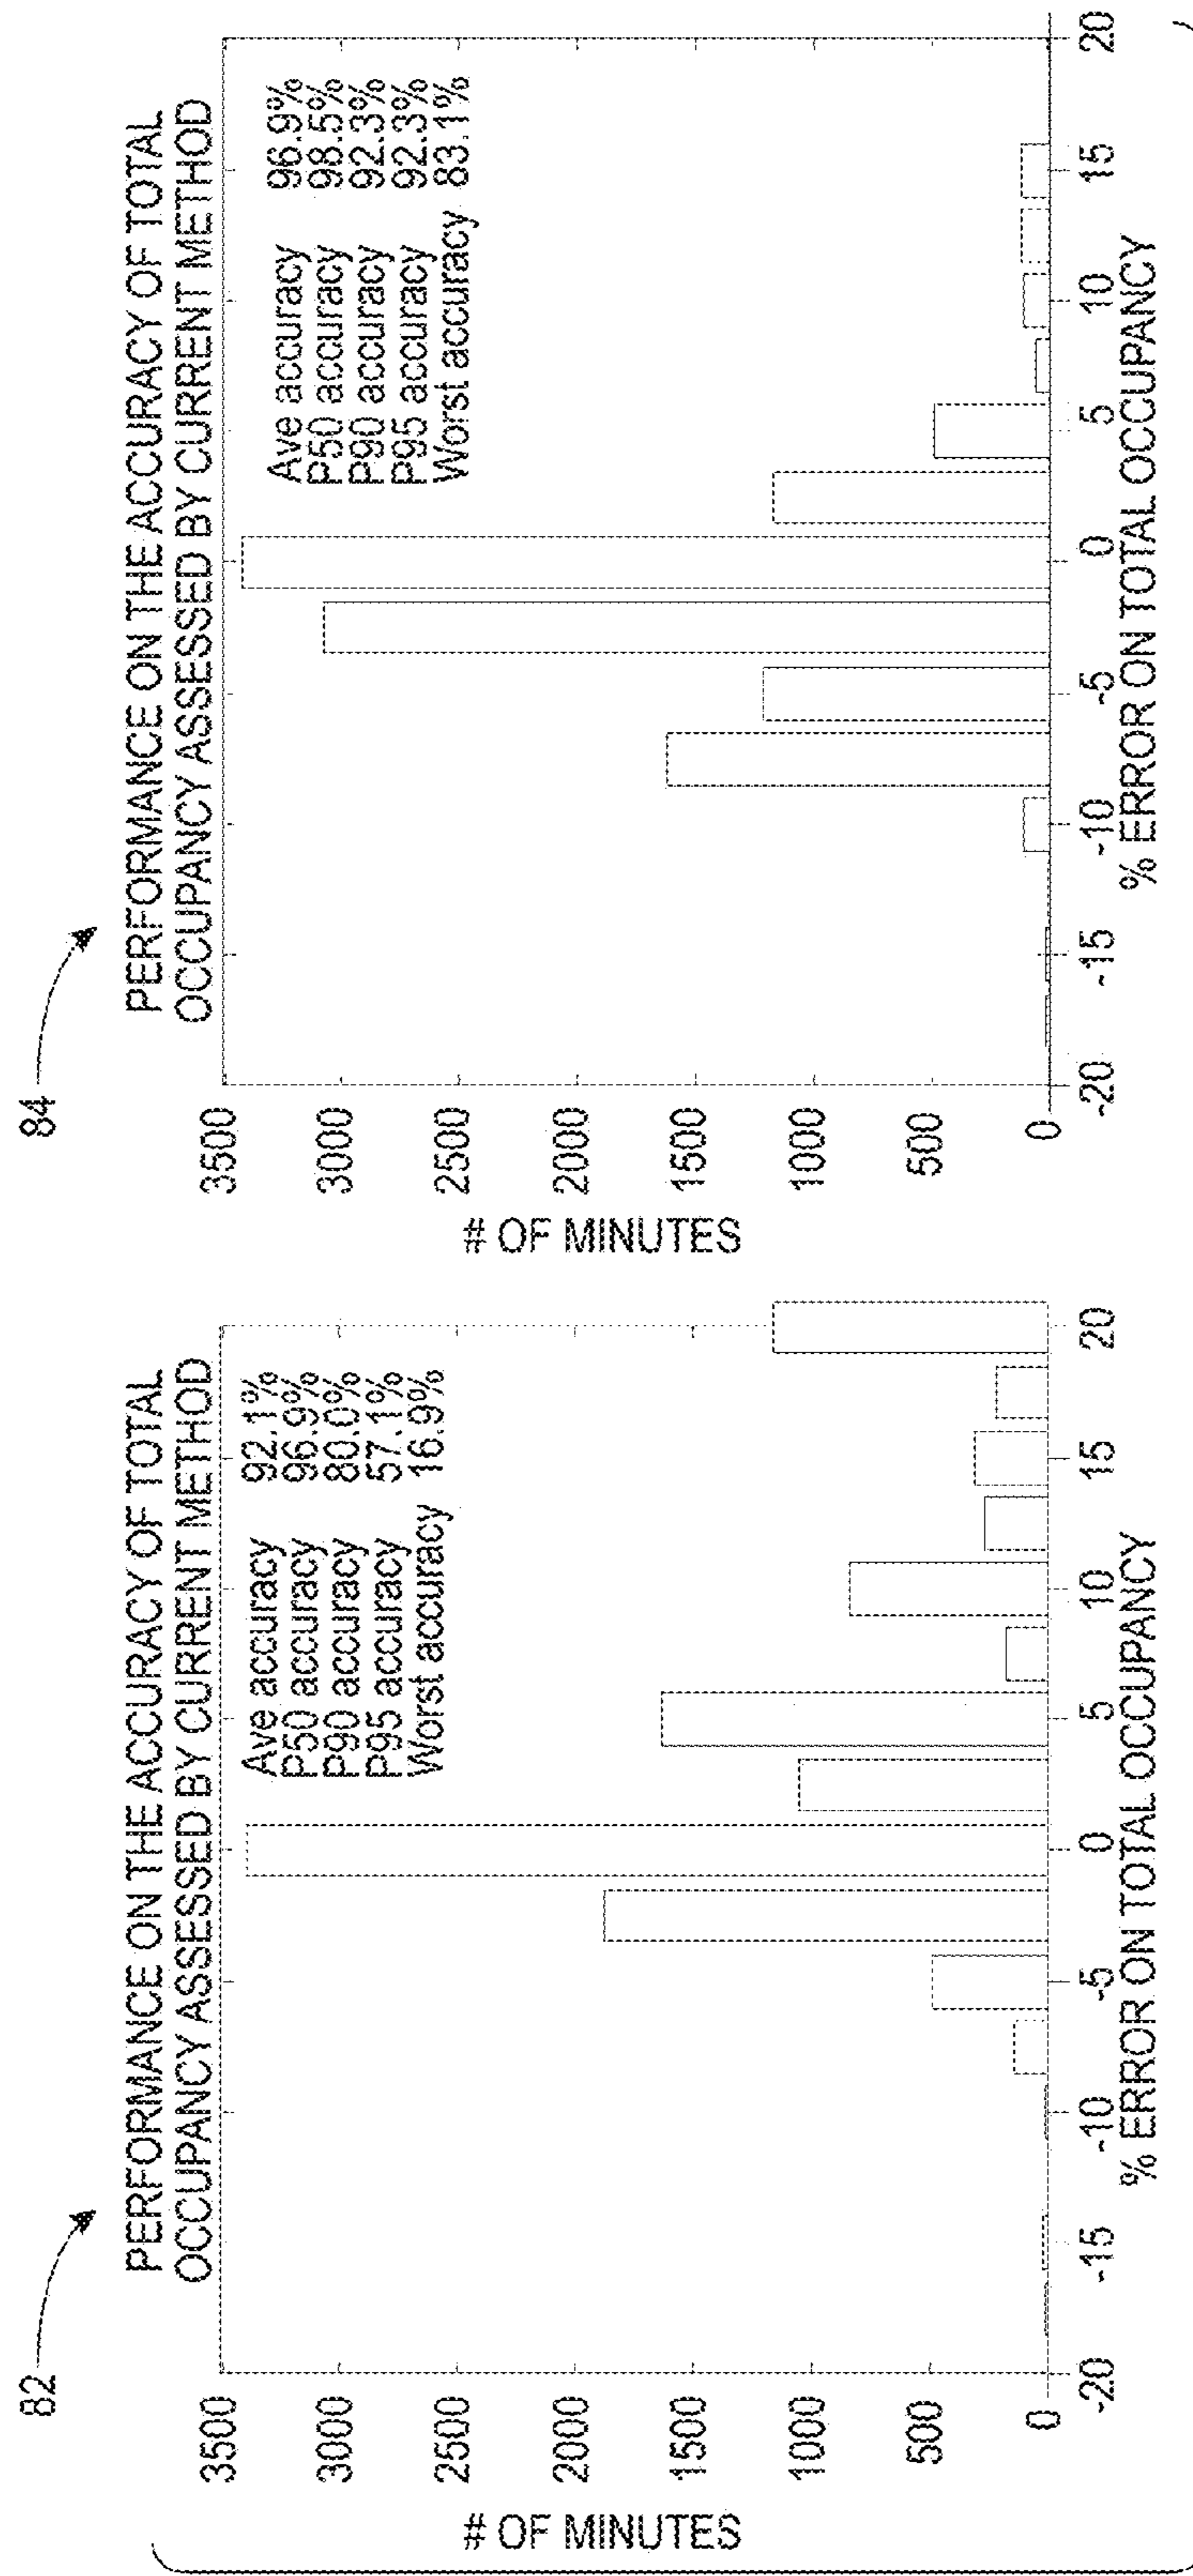 82
PERFORMANCE ON THE ACCURACY OF TOTAL
OCCUPANCY ASSESSED BY CURRENT METHOD
3500
3000
2500
2000
1500
1000
500
0
# OF MINUTES
Ave accuracy 92.1%
P50 accuracy 96.9%
P90 accuracy 80.0%
P95 accuracy 57.1%
Worst accuracy 16.9%
-20 -15 -10 -5 0 5 10 15 20
% ERROR ON TOTAL OCCUPANCY
84
PERFORMANCE ON THE ACCURACY OF TOTAL
OCCUPANCY ASSESSED BY CURRENT METHOD
3500
3000
2500
2000
1500
1000
500
0
# OF MINUTES
Ave accuracy 96.9%
P50 accuracy 98.5%
P90 accuracy 92.3%
P95 accuracy 92.3%
Worst accuracy 83.1%
-20 -15 -10 -5 0 5 10 15 20
% ERROR ON TOTAL OCCUPANCY